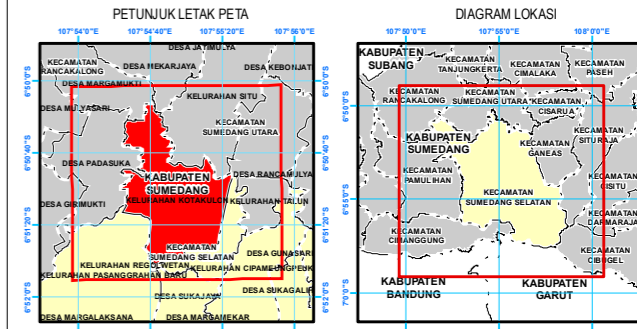 PETUNJUK LETAK PETA
107°54'0"E 107°54'40"E 107°55'20"E 107°56'0"E
DESA JATIMULYA
KECAMATAN
RANCAKALONG
DESA MEKARJAYA
DESA KEBONJATI
6°50'0"S
DESA MARGAMUKTI
KELURAHAN SITU
DESA MULYASARI
KECAMATAN
SUMEDANG UTARA
6°50'40"S
DESA PADASUKA
KABUPATEN
SUMEDANG
DESA RANCAMULYA
DESA GIRIMUKTI
KELURAHAN KOTAKULON
KELURAHAN TALUN
6°51'20"S
KECAMATAN
SUMEDANG SELATAN
DESA GUNASARI
KELURAHAN REGOLWETAN
KELURAHAN CIPAMEUNGPEUK
KELURAHAN PASANGGRAHAN BARU
DESA SUKAGALIH
DESA SUKAJAYA
6°52'0"S
DESA MARGALAKSANA
DESA MARGAMEKAR
DIAGRAM LOKASI
107°50'0"E 107°55'0"E 108°0'0"E
KABUPATEN
SUBANG
KECAMATAN
TANJUNGKERTA
KECAMATAN
CIMALAKA
KECAMATAN
PASEH
KECAMATAN
RANCAKALONG
KECAMATAN
SUMEDANG UTARA
KECAMATAN
CISARUA
6°50'0"S
KABUPATEN
SUMEDANG
KECAMATAN
GANEAS
KECAMATAN
SITURAJA
KECAMATAN
PAMULIHAN
KECAMATAN
CISITU
KECAMATAN
SUMEDANG SELATAN
6°55'0"S
KECAMATAN
DARMARAJA
KECAMATAN
CIMANGGUNG
KECAMATAN
CIBUGEL
KABUPATEN
BANDUNG
KABUPATEN
GARUT
7°0'0"S